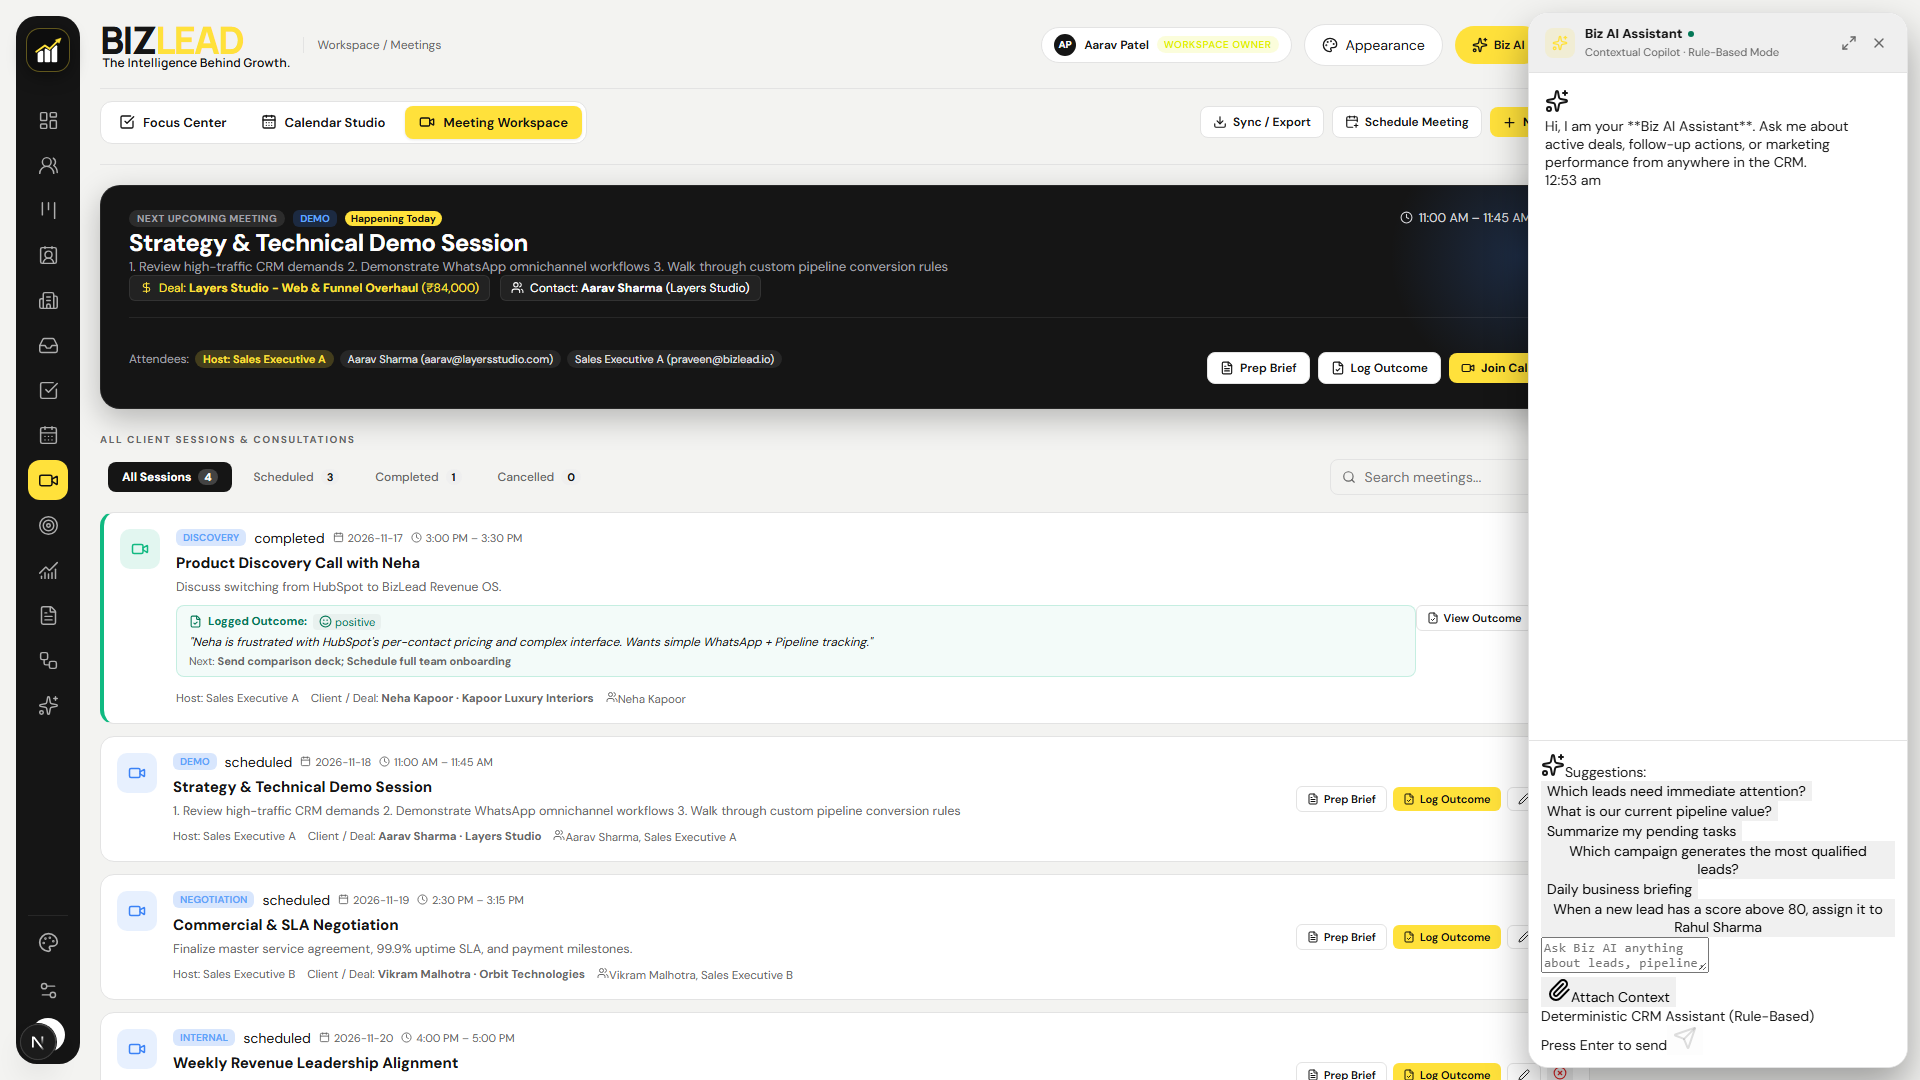 BIZLEAD
The Intelligence Behind Growth.
Workspace / Meetings
AP Aarav Patel WORKSPACE OWNER
Appearance
Biz AI
Focus Center
Calendar Studio
Meeting Workspace
Sync / Export
Schedule Meeting
NEXT UPCOMING MEETING DEMO Happening Today
11:00 AM – 11:45 AM
Strategy & Technical Demo Session
1. Review high-traffic CRM demands 2. Demonstrate WhatsApp omnichannel workflows 3. Walk through custom pipeline conversion rules
$ Deal: Layers Studio - Web & Funnel Overhaul (₹84,000)
Contact: Aarav Sharma (Layers Studio)
Attendees: Host: Sales Executive A Aarav Sharma (aarav@layersstudio.com) Sales Executive A (praveen@bizlead.io)
Prep Brief
Log Outcome
Join Cal
ALL CLIENT SESSIONS & CONSULTATIONS
All Sessions 4
Scheduled 3
Completed 1
Cancelled 0
Search meetings...
DISCOVERY completed 2026-11-17 3:00 PM – 3:30 PM
Product Discovery Call with Neha
Discuss switching from HubSpot to BizLead Revenue OS.
Logged Outcome: positive
"Neha is frustrated with HubSpot's per-contact pricing and complex interface. Wants simple WhatsApp + Pipeline tracking."
Next: Send comparison deck; Schedule full team onboarding
View Outcome
Host: Sales Executive A Client / Deal: Neha Kapoor · Kapoor Luxury Interiors Neha Kapoor
DEMO scheduled 2026-11-18 11:00 AM – 11:45 AM
Strategy & Technical Demo Session
1. Review high-traffic CRM demands 2. Demonstrate WhatsApp omnichannel workflows 3. Walk through custom pipeline conversion rules
Host: Sales Executive A Client / Deal: Aarav Sharma · Layers Studio Aarav Sharma, Sales Executive A
Prep Brief
Log Outcome
NEGOTIATION scheduled 2026-11-19 2:30 PM – 3:15 PM
Commercial & SLA Negotiation
Finalize master service agreement, 99.9% uptime SLA, and payment milestones.
Host: Sales Executive B Client / Deal: Vikram Malhotra · Orbit Technologies Vikram Malhotra, Sales Executive B
Prep Brief
Log Outcome
INTERNAL scheduled 2026-11-20 4:00 PM – 5:00 PM
Weekly Revenue Leadership Alignment
Prep Brief
Log Outcome
N
Biz AI Assistant
Contextual Copilot · Rule-Based Mode
Hi, I am your **Biz AI Assistant**. Ask me about
active deals, follow-up actions, or marketing
performance from anywhere in the CRM.
12:53 am
Suggestions:
Which leads need immediate attention?
What is our current pipeline value?
Summarize my pending tasks
Which campaign generates the most qualified
leads?
Daily business briefing
When a new lead has a score above 80, assign it to
Rahul Sharma
Ask Biz AI anything
about leads, pipeline,
Attach Context
Deterministic CRM Assistant (Rule-Based)
Press Enter to send